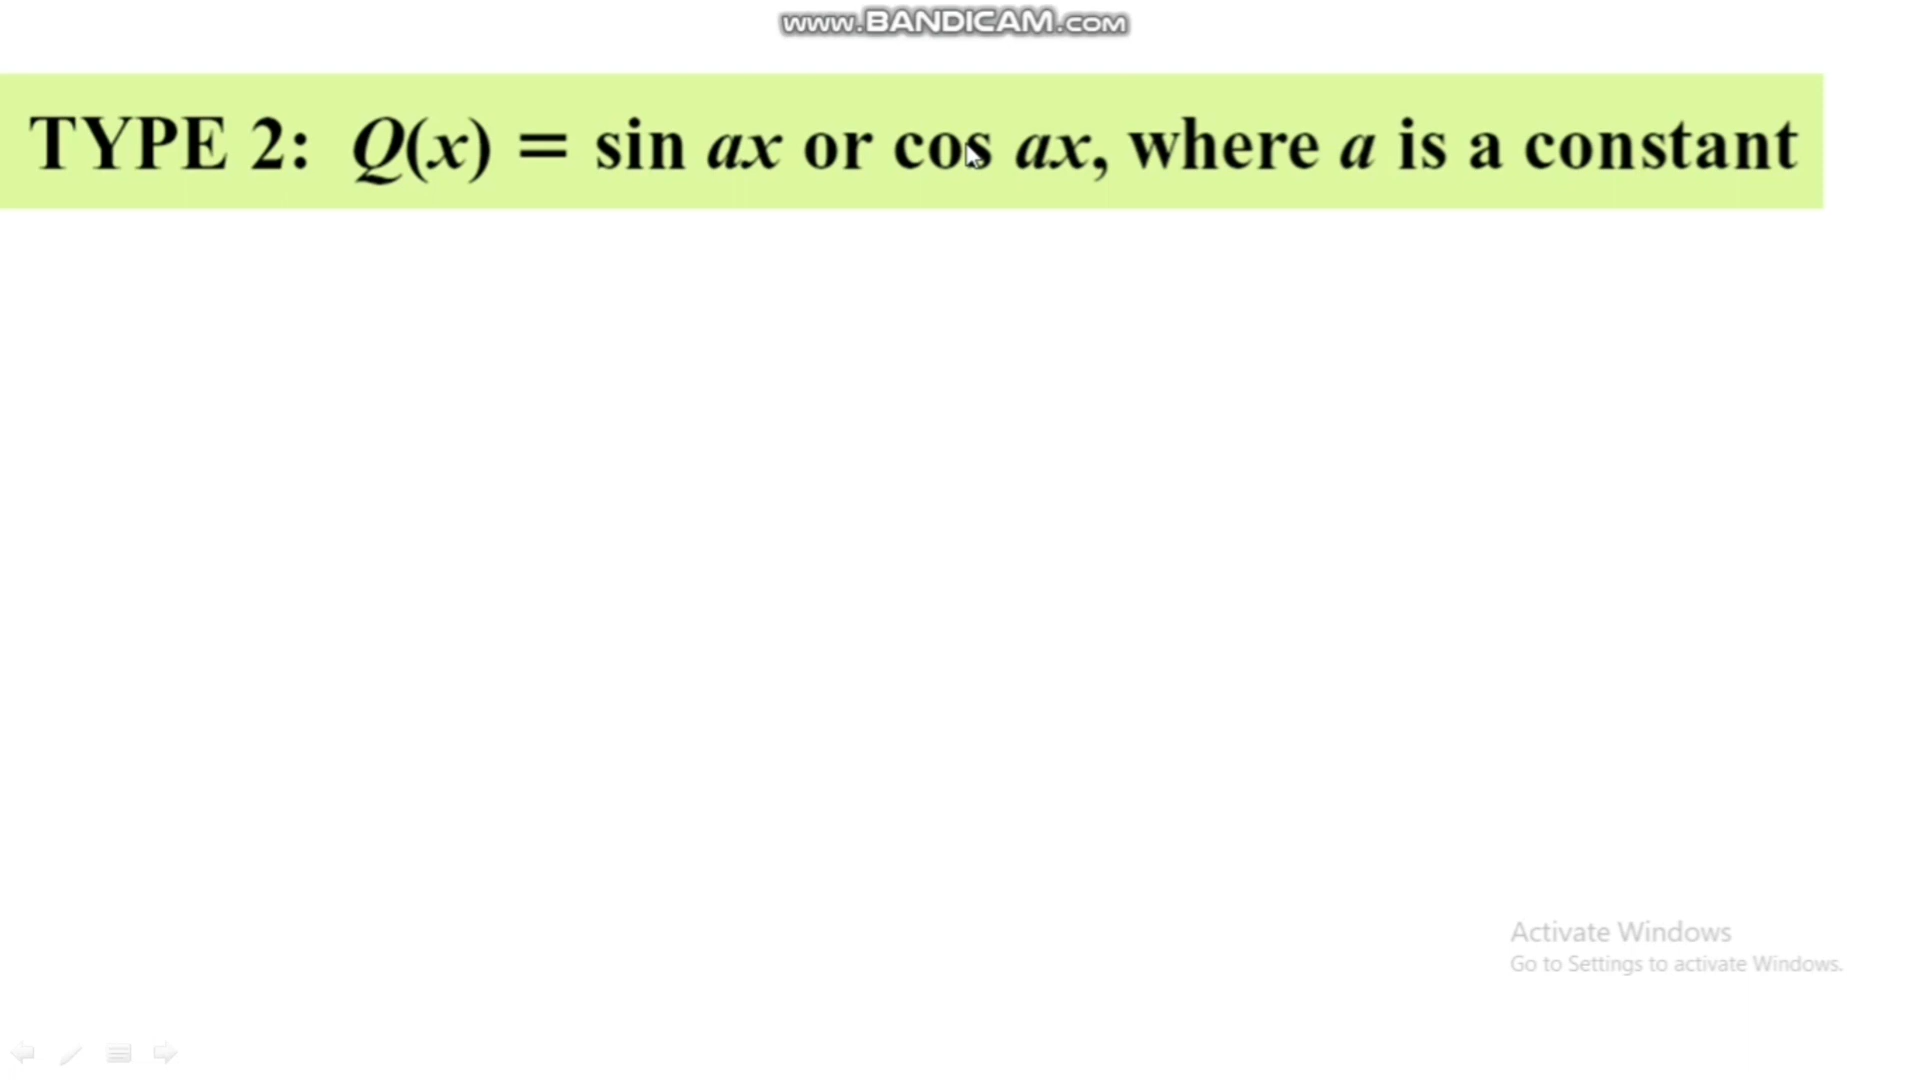 www.BANDICAM.com
TYPE 2: Q(x) = sin ax or cos ax, where a is a constant
Activate Windows
Go to Settings to activate Windows.